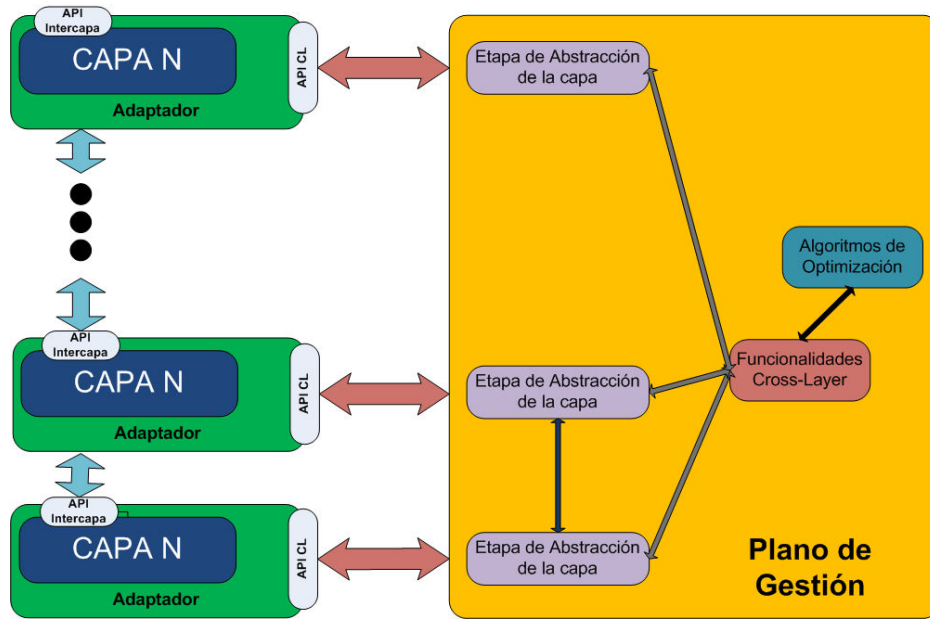 API
Intercapa
CAPA N
Adaptador
API CL
Etapa de Abstracción
de la capa
Algoritmos de
Optimización
API
Intercapa
CAPA N
Adaptador
API CL
Etapa de Abstracción
de la capa
Funcionalidades
Cross-Layer
API
Intercapa
CAPA N
Adaptador
API CL
Etapa de Abstracción
de la capa
Plano de
Gestión